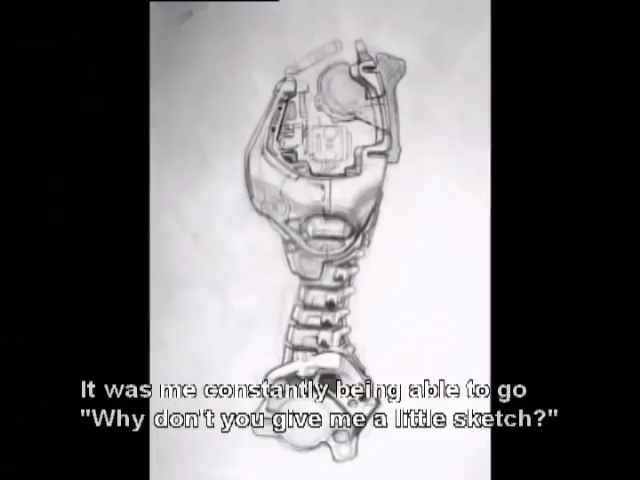 It was me constantly being able to go
"Why don't you give me a little sketch?"